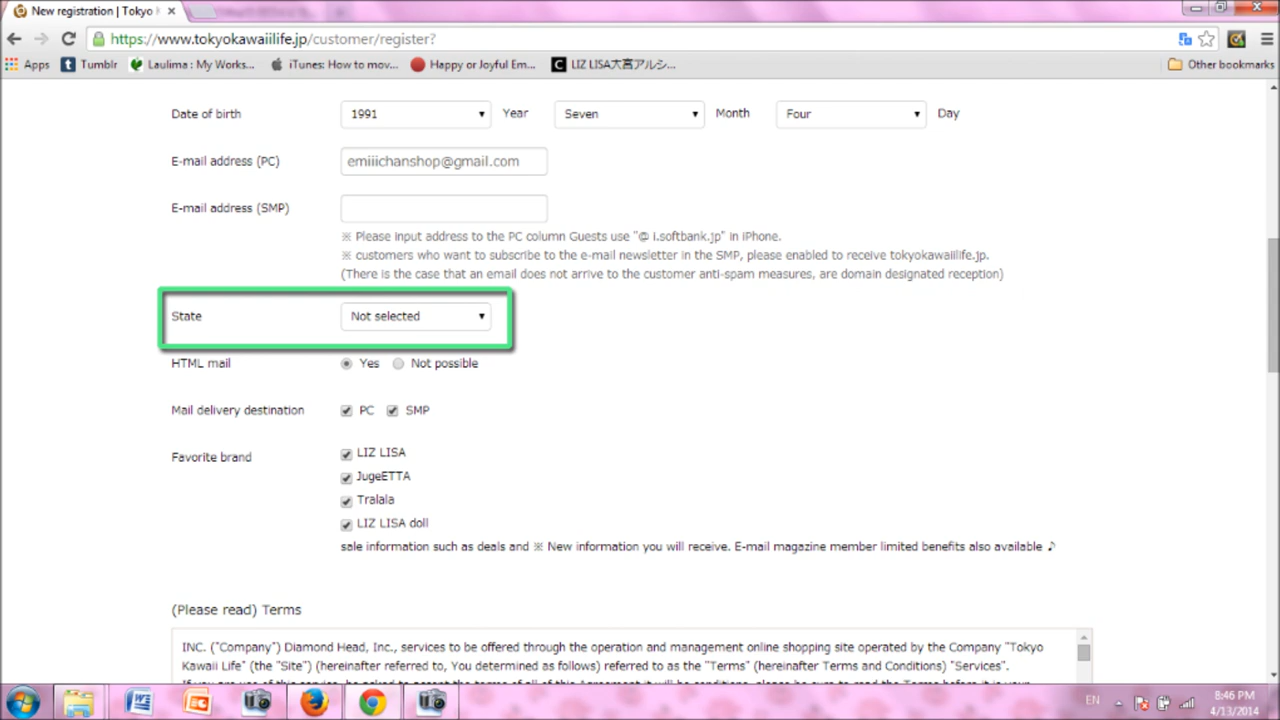 New registration | Tokyo
https://www.tokyokawaiilife.jp/customer/register?
Apps Tumblr Laulima : My Works... iTunes: How to mov... Happy or Joyful Em... LIZ LISA大宮アルシ... Other bookmarks
Date of birth 1991 Year Seven Month Four Day
E-mail address (PC) emiiichanshop@gmail.com
E-mail address (SMP)
※ Please input address to the PC column Guests use "@ i.softbank.jp" in iPhone.
※ customers who want to subscribe to the e-mail newsletter in the SMP, please enabled to receive tokyokawaiilife.jp.
(There is the case that an email does not arrive to the customer anti-spam measures, are domain designated reception)
State Not selected
HTML mail Yes Not possible
Mail delivery destination PC SMP
Favorite brand LIZ LISA
JugeETTA
Tralala
LIZ LISA doll
sale information such as deals and ※ New information you will receive. E-mail magazine member limited benefits also available ♪
(Please read) Terms
INC. ("Company") Diamond Head, Inc., services to be offered through the operation and management online shopping site operated by the Company "Tokyo
Kawaii Life" (the "Site") (hereinafter referred to, You determined as follows) referred to as the "Terms" (hereinafter Terms and Conditions) "Services".
EN 8:46 PM
4/13/2014